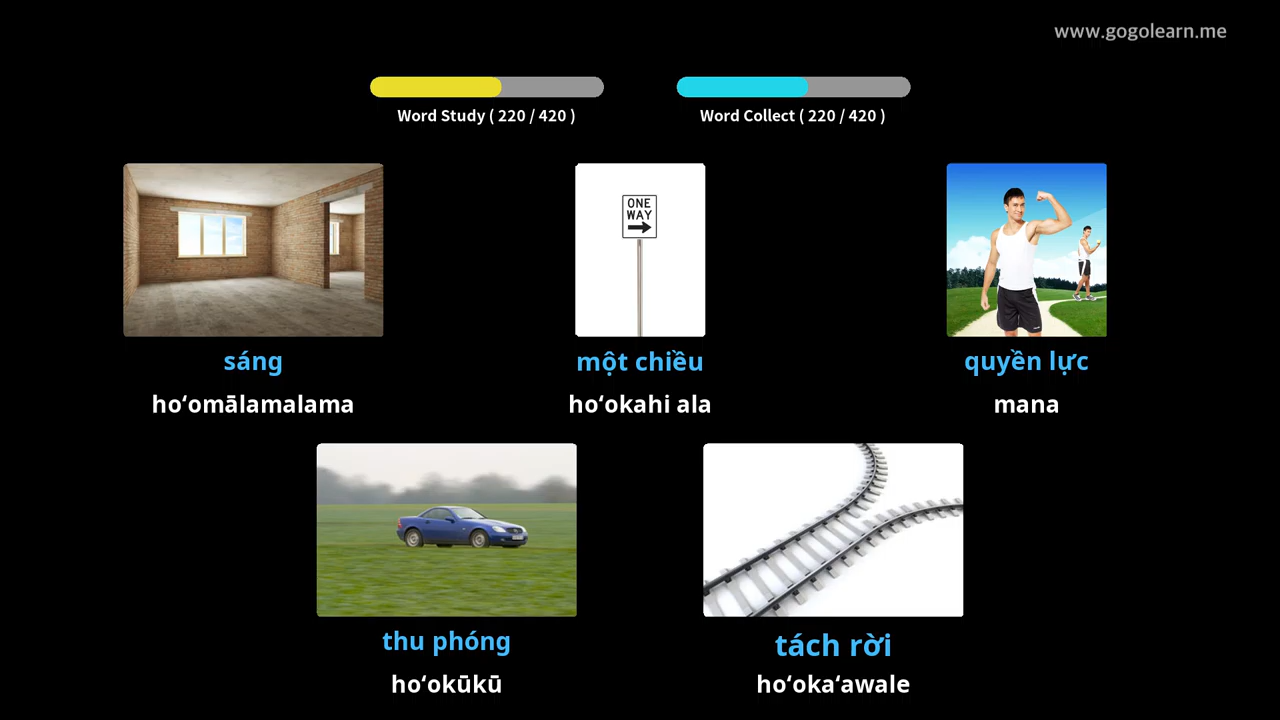 www.gogolearn.me
Word Study ( 220 / 420 )
Word Collect ( 220 / 420 )
ONE
WAY
sáng
một chiều
quyền lực
hoʻomālamalama
hoʻokahi ala
mana
thu phóng
tách rời
hoʻokūkū
hoʻokaʻawale